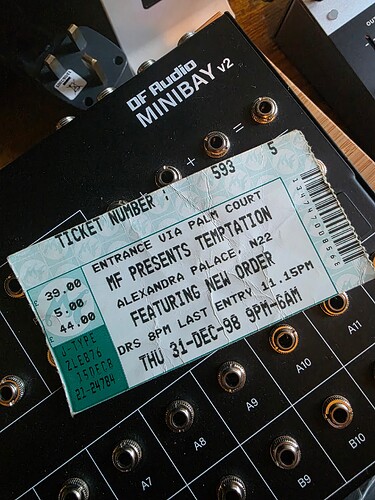 DF Audio
MINIBAY v2
+
=
TICKET NUMBER : 593 5
ENTRANCE VIA PALM COURT
MF PRESENTS TEMPTATION
ALEXANDRA PALACE, N22
FEATURING NEW ORDER
DRS 8PM LAST ENTRY 11.15PM
THU 31-DEC-98 9PM-6AM
£ 39.00
£ 5.00
£ 44.00
21-24784
A11
A10
A9
A8
A7
B10
B9